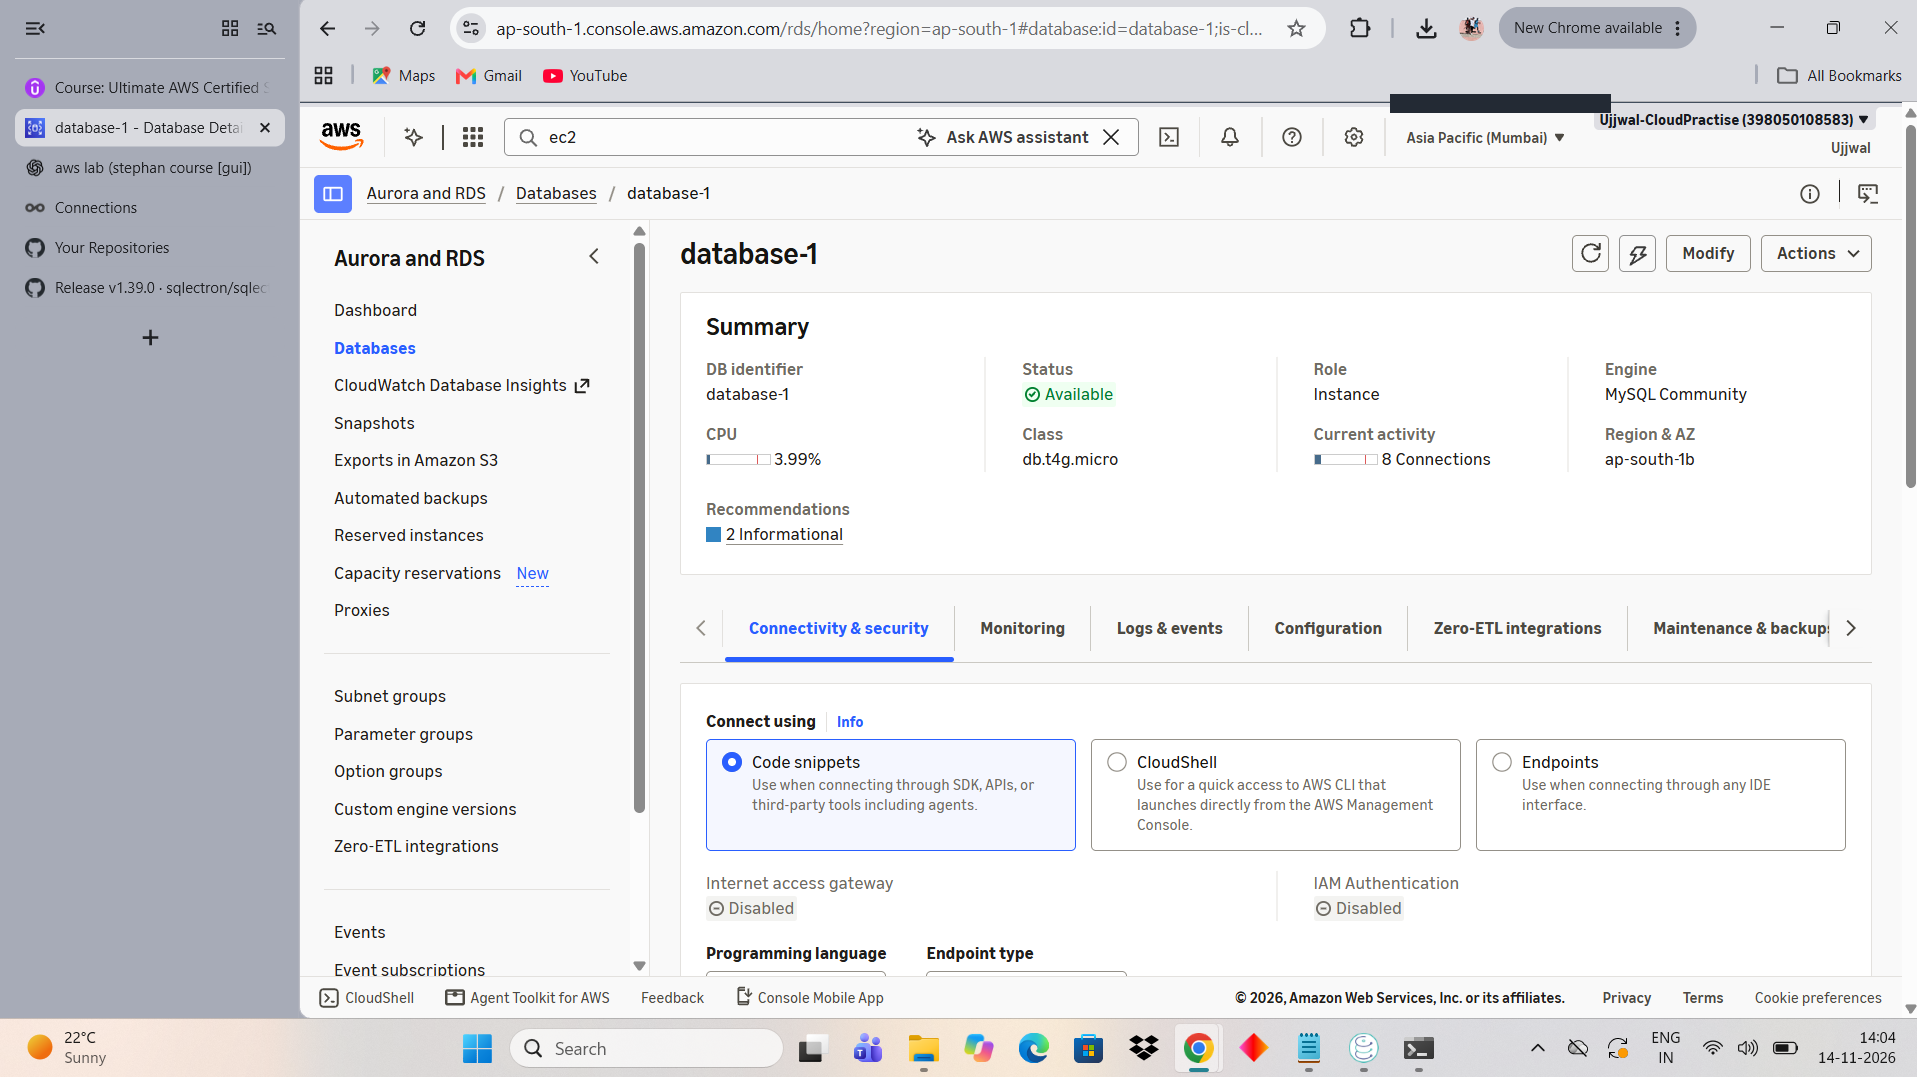 Course: Ultimate AWS Certified S
database-1 - Database Detai
aws lab (stephan course [gui])
Connections
Your Repositories
Release v1.39.0 · sqlectron/sqlec
ap-south-1.console.aws.amazon.com/rds/home?region=ap-south-1#database:id=database-1;is-cl...
New Chrome available
Maps
Gmail
YouTube
All Bookmarks
aws
ec2
Ask AWS assistant
Asia Pacific (Mumbai)
Ujjwal-CloudPractise (398050108583)
Ujjwal
Aurora and RDS / Databases / database-1
Aurora and RDS
Dashboard
Databases
CloudWatch Database Insights
Snapshots
Exports in Amazon S3
Automated backups
Reserved instances
Capacity reservations New
Proxies
Subnet groups
Parameter groups
Option groups
Custom engine versions
Zero-ETL integrations
Events
Event subscriptions
database-1
Modify
Actions
Summary
DB identifier
database-1
Status
Available
Role
Instance
Engine
MySQL Community
CPU
3.99%
Class
db.t4g.micro
Current activity
8 Connections
Region & AZ
ap-south-1b
Recommendations
2 Informational
Connectivity & security
Monitoring
Logs & events
Configuration
Zero-ETL integrations
Maintenance & backups
Connect using Info
Code snippets
Use when connecting through SDK, APIs, or
third-party tools including agents.
CloudShell
Use for a quick access to AWS CLI that
launches directly from the AWS Management
Console.
Endpoints
Use when connecting through any IDE
interface.
Internet access gateway
Disabled
IAM Authentication
Disabled
Programming language
Endpoint type
CloudShell
Agent Toolkit for AWS
Feedback
Console Mobile App
© 2026, Amazon Web Services, Inc. or its affiliates.
Privacy
Terms
Cookie preferences
22°C
Sunny
Search
ENG
IN
14:04
14-11-2026